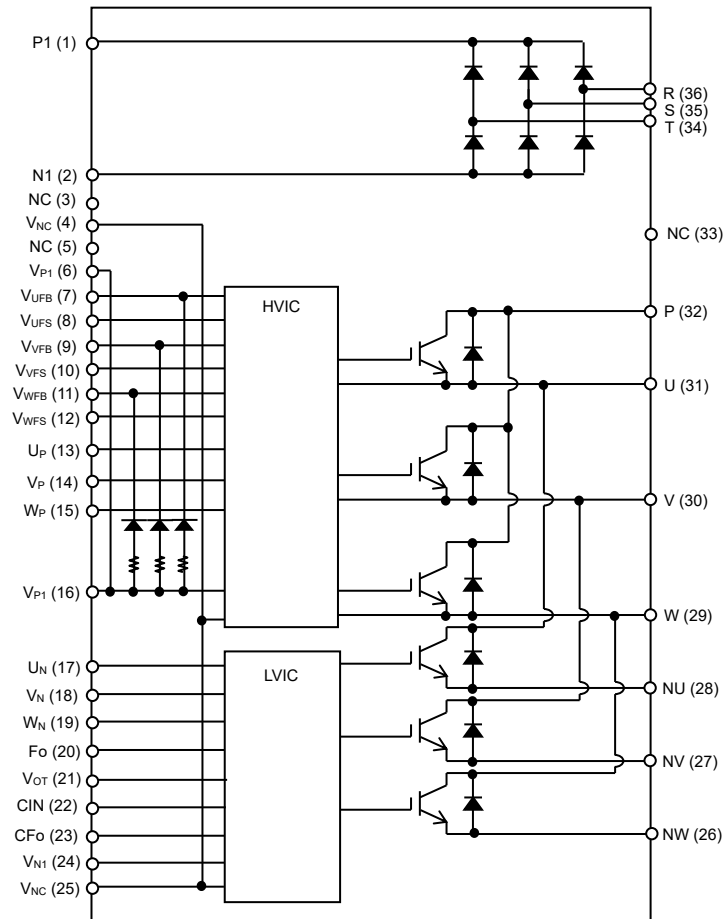 P1 (1)
N1 (2)
NC (3)
VNC (4)
NC (5)
VP1 (6)
VUFB (7)
VUFS (8)
VVFB (9)
VVFS (10)
VWFB (11)
VWFS (12)
UP (13)
VP (14)
WP (15)
VP1 (16)
UN (17)
VN (18)
WN (19)
Fo (20)
VOT (21)
CIN (22)
CFo (23)
VN1 (24)
VNC (25)
HVIC
LVIC
R (36)
S (35)
T (34)
NC (33)
P (32)
U (31)
V (30)
W (29)
NU (28)
NV (27)
NW (26)